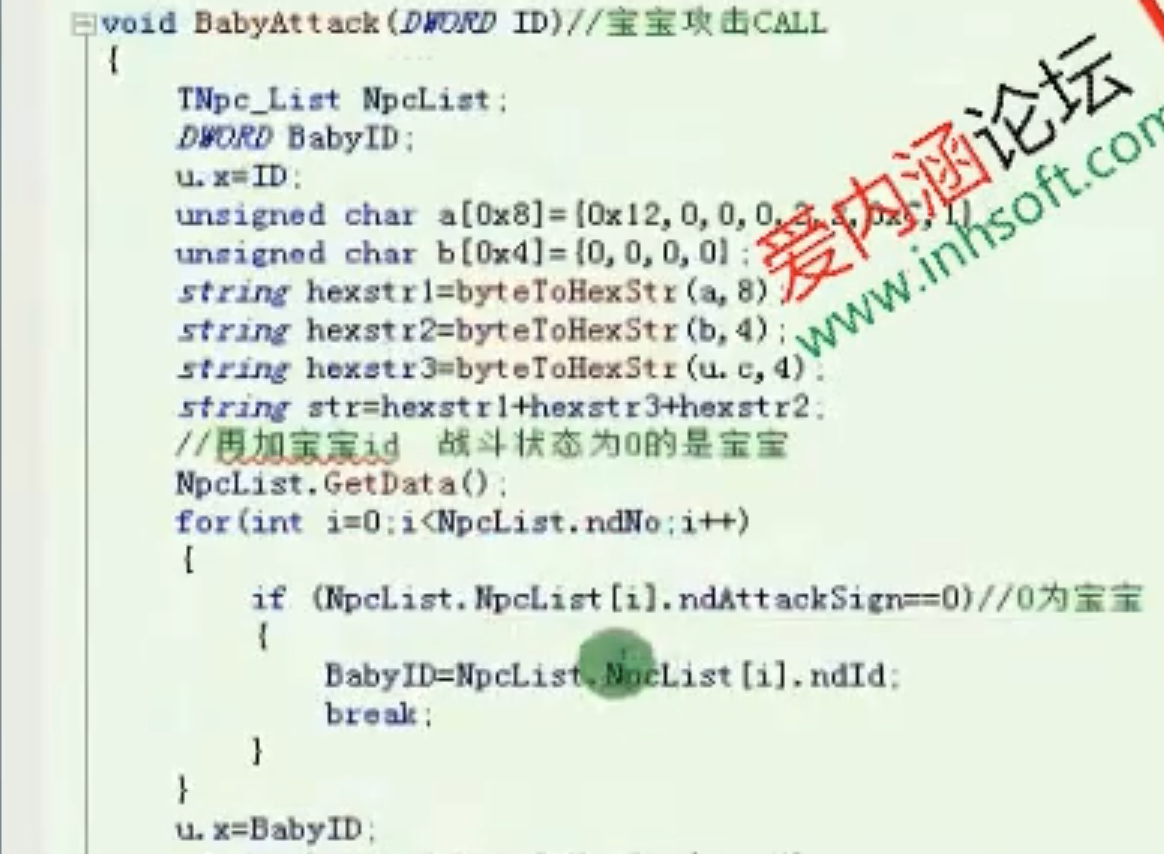 void BabyAttack(DWORD ID)//宝宝攻击CALL
{
TNpc_List NpcList;
DWORD BabyID;
u.x=ID;
unsigned char a[0x8]={0x12,0,0,0,2,
unsigned char b[0x4]={0,0,0,0};
string hexstr1=byteToHexStr(a,8);
string hexstr2=byteToHexStr(b,4);
string hexstr3=byteToHexStr(u.c,4);
string str=hexstr1+hexstr3+hexstr2;
//再加宝宝id 战斗状态为0的是宝宝
NpcList.GetData();
for(int i=0;i<NpcList.ndNo;i++)
{
if (NpcList.NpcList[i].ndAttackSign==0)//0为宝宝
{
BabyID=NpcList.NpcList[i].ndId;
break;
}
}
u.x=BabyID;
爱内涵论坛
www.inhsoft.com